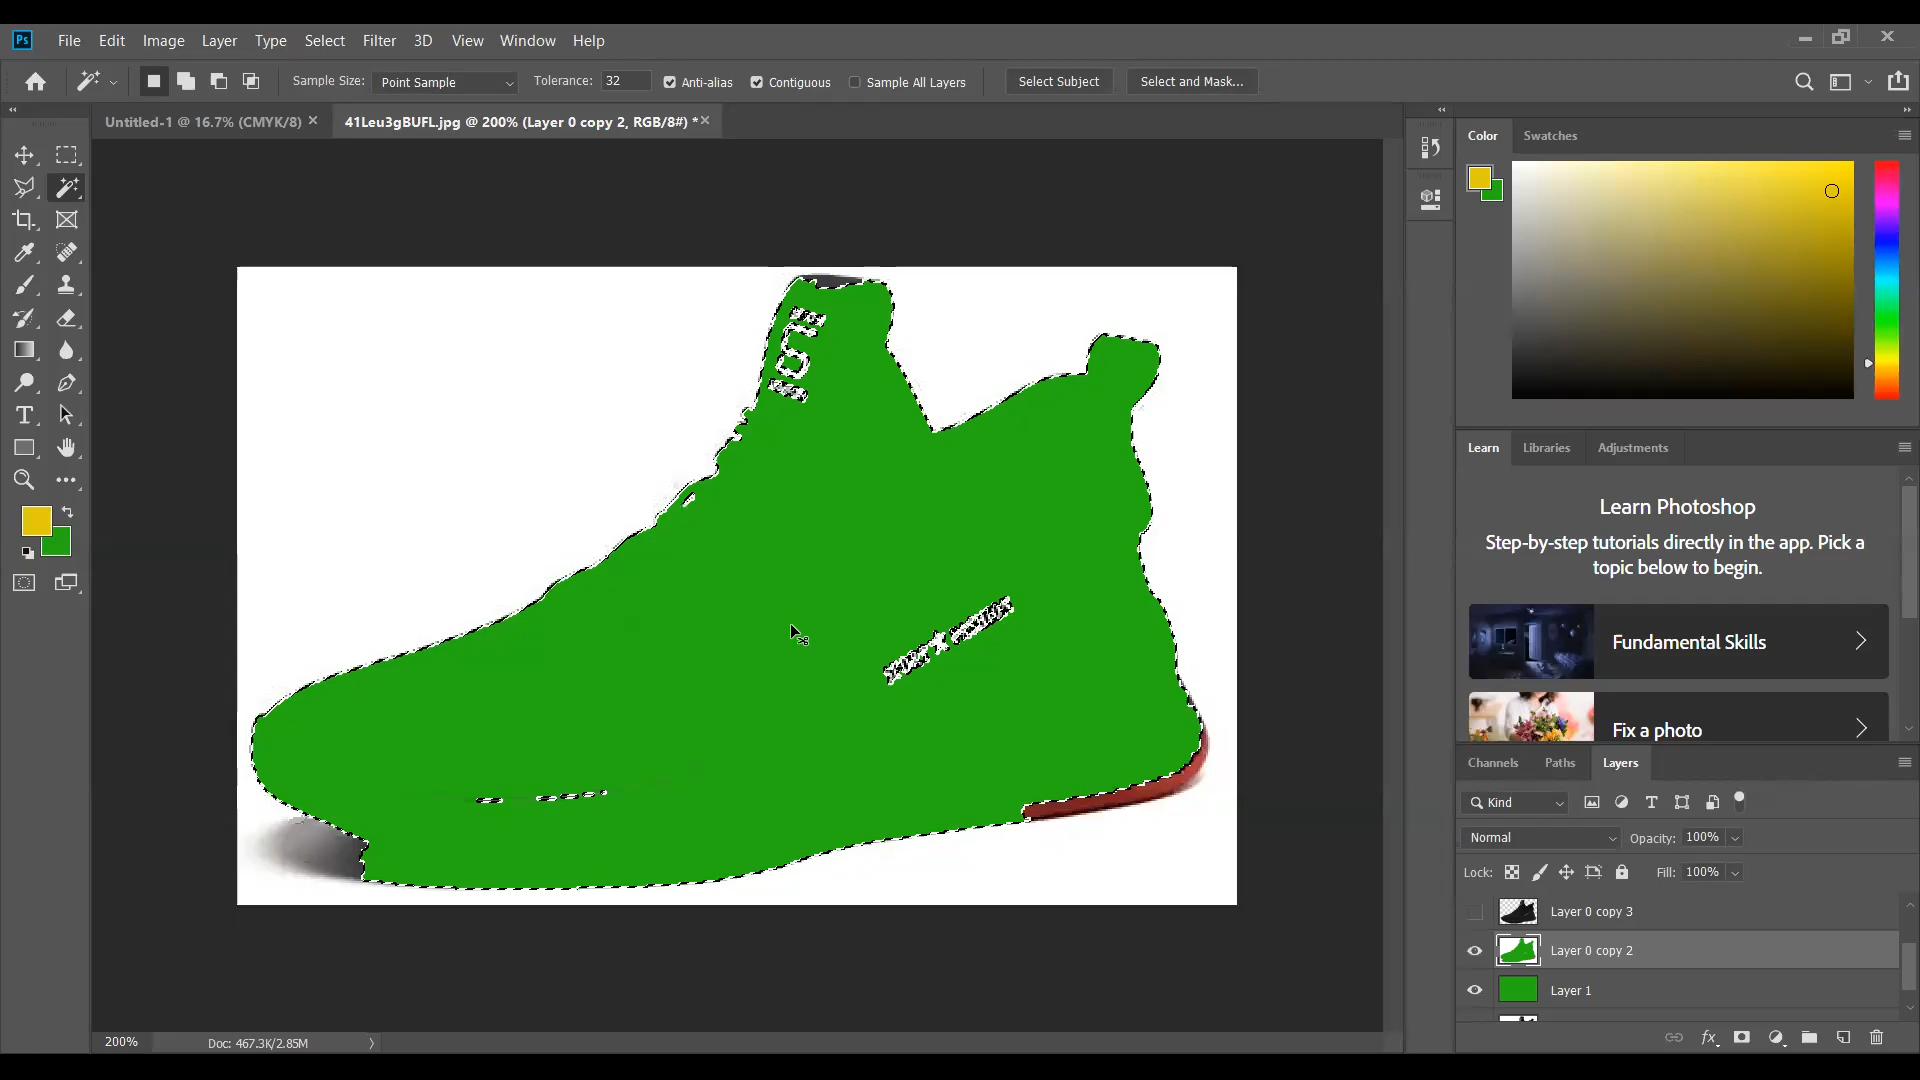 Ps File Edit Image Layer Type Select Filter 3D View Window Help
Sample Size: Point Sample Tolerance: 32 Anti-alias Contiguous Sample All Layers Select Subject Select and Mask...
Untitled-1 @ 16.7% (CMYK/8) 41Leu3gBUFL.jpg @ 200% (Layer 0 copy 2, RGB/8#) *
Color Swatches
Learn Libraries Adjustments
Learn Photoshop
Step-by-step tutorials directly in the app. Pick a
topic below to begin.
Fundamental Skills
Fix a photo
Channels Paths Layers
Kind
Normal Opacity: 100%
Lock: Fill: 100%
Layer 0 copy 3
Layer 0 copy 2
Layer 1
200% Doc: 467.3K/2.85M